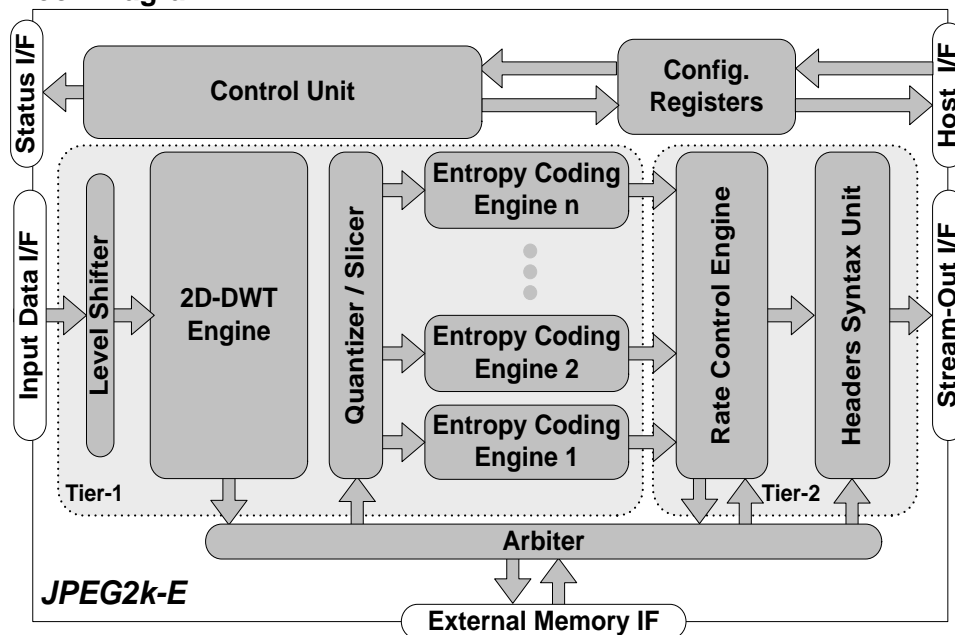 Status I/F
Control Unit
Config.
Registers
Host I/F
Input Data I/F
Level Shifter
2D-DWT
Engine
Quantizer / Slicer
Entropy Coding
Engine n
Entropy Coding
Engine 2
Entropy Coding
Engine 1
Tier-1
Rate Control Engine
Headers Syntax Unit
Tier-2
Stream-Out I/F
Arbiter
JPEG2k-E
External Memory IF